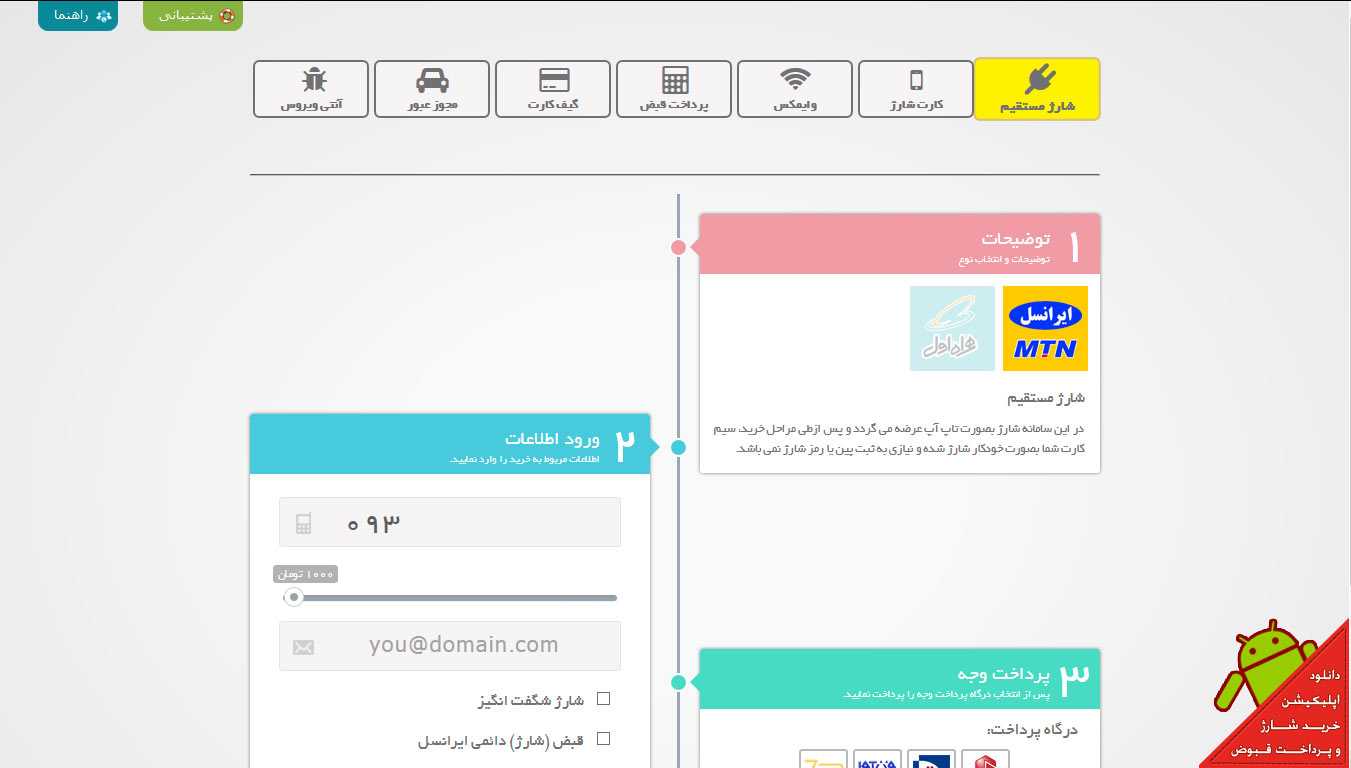 پشتیبانی
راهنما
شارژ مستقیم
کارت شارژ
وایمکس
پرداخت قبض
گیف کارت
مجوز عبور
آنتی ویروس
۱
توضیحات
توضیحات و انتخاب نوع
ایرانسل
MTN
همراه اول
شارژ مستقیم
در این سامانه شارژ بصورت تاپ آپ عرضه می گردد و پس ازطی مراحل خرید، سیم
کارت شما بصورت خودکار شارژ شده و نیازی به ثبت پین یا رمز شارژ نمی باشد.
۲
ورود اطلاعات
اطلاعات مربوط به خرید را وارد نمایید.
۰۹۳
۱۰۰۰ تومان
you@domain.com
شارژ شگفت انگیز
قبض (شارژ) دائمی ایرانسل
۳
پرداخت وجه
پس از انتخاب درگاه پرداخت وجه را پرداخت نمایید.
درگاه پرداخت:
دانلود
اپلیکیشن
خرید شارژ
و پرداخت قبوض